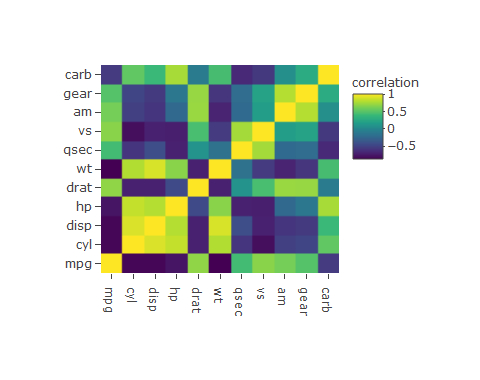 carb
gear
am
vs
qsec
wt
drat
hp
disp
cyl
mpg
mpg
cyl
disp
hp
drat
wt
qsec
vs
am
gear
carb
correlation
1
0.5
0
−0.5